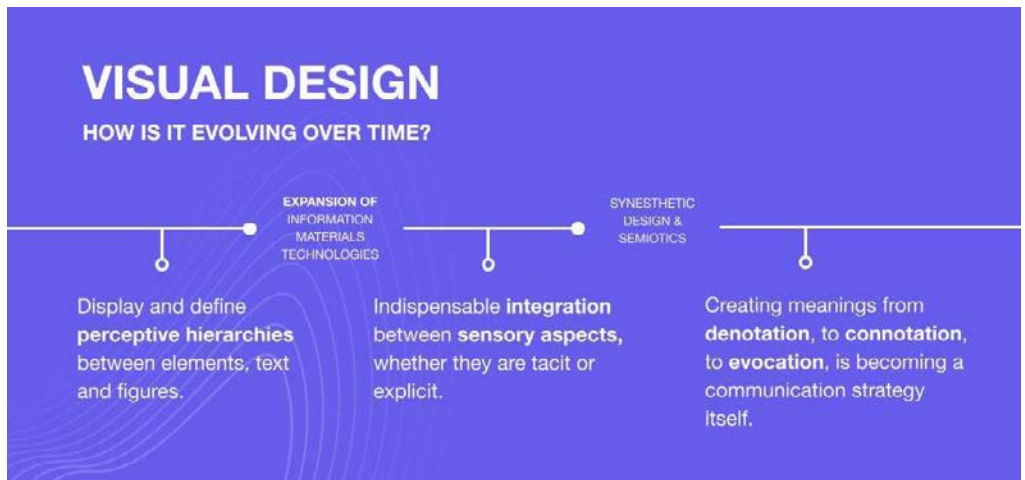 VISUAL DESIGN
HOW IS IT EVOLVING OVER TIME?
EXPANSION OF
INFORMATION
MATERIALS
TECHNOLOGIES
SYNESTHETIC
DESIGN &
SEMIOTICS
Display and define
perceptive hierarchies
between elements, text
and figures.
Indispensable integration
between sensory aspects,
whether they are tacit or
explicit.
Creating meanings from
denotation, to connotation,
to evocation, is becoming a
communication strategy
itself.